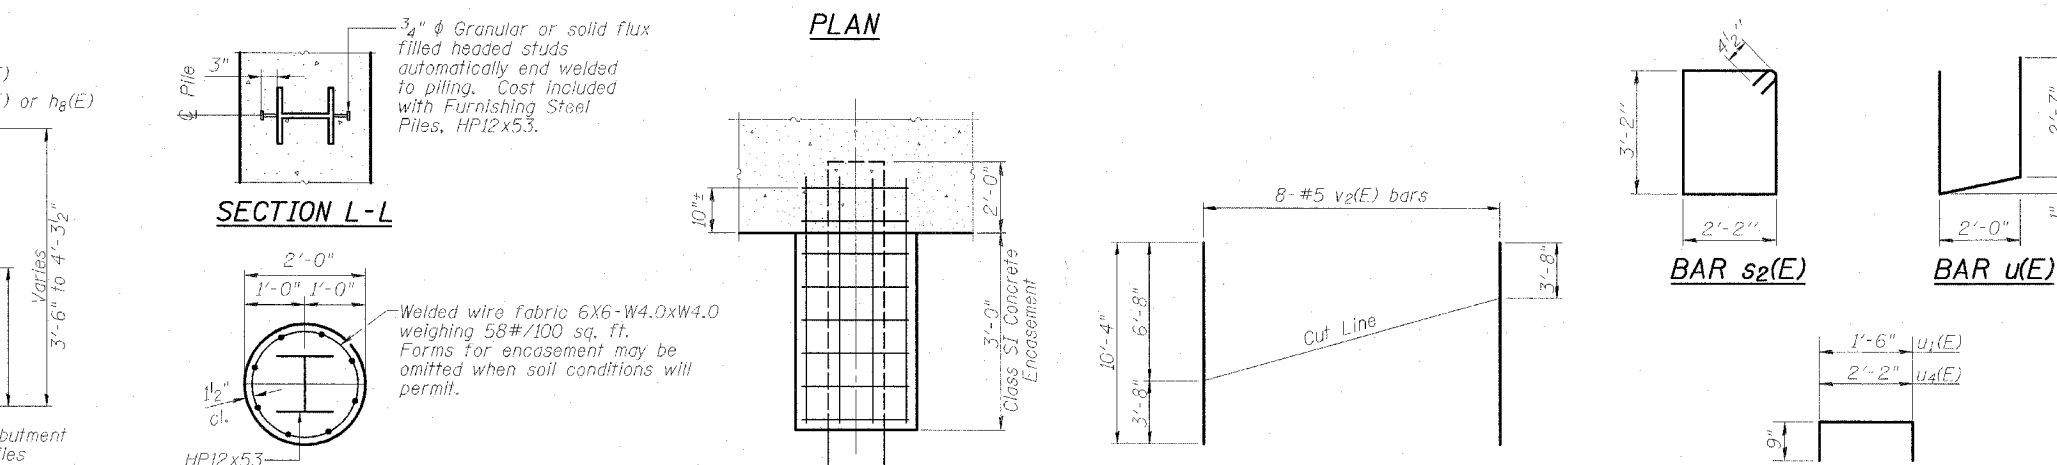 ) or h8(E)
Varies
3'-6" to 4'-3½"
butment
iles
℄ Pile
3"
¾" ϕ Granular or solid flux
filled headed studs
automatically end welded
to piling. Cost included
with Furnishing Steel
Piles, HP12x53.
SECTION L-L
2'-0"
1'-0" 1'-0"
1½"
cl.
HP12x53
Welded wire fabric 6X6-W4.0xW4.0
weighing 58#/100 sq. ft.
Forms for encasement may be
omitted when soil conditions will
permit.
PLAN
10"±
2'-0"
3'-0"
Class SI Concrete
Encasement
8-#5 v2(E) bars
10'-4"
6'-8"
3'-8"
Cut Line
3'-8"
4½"
3'-2"
2'-2"
BAR s2(E)
2'-0"
BAR u(E)
1'-6" u1(E)
2'-2" u4(E)
9"